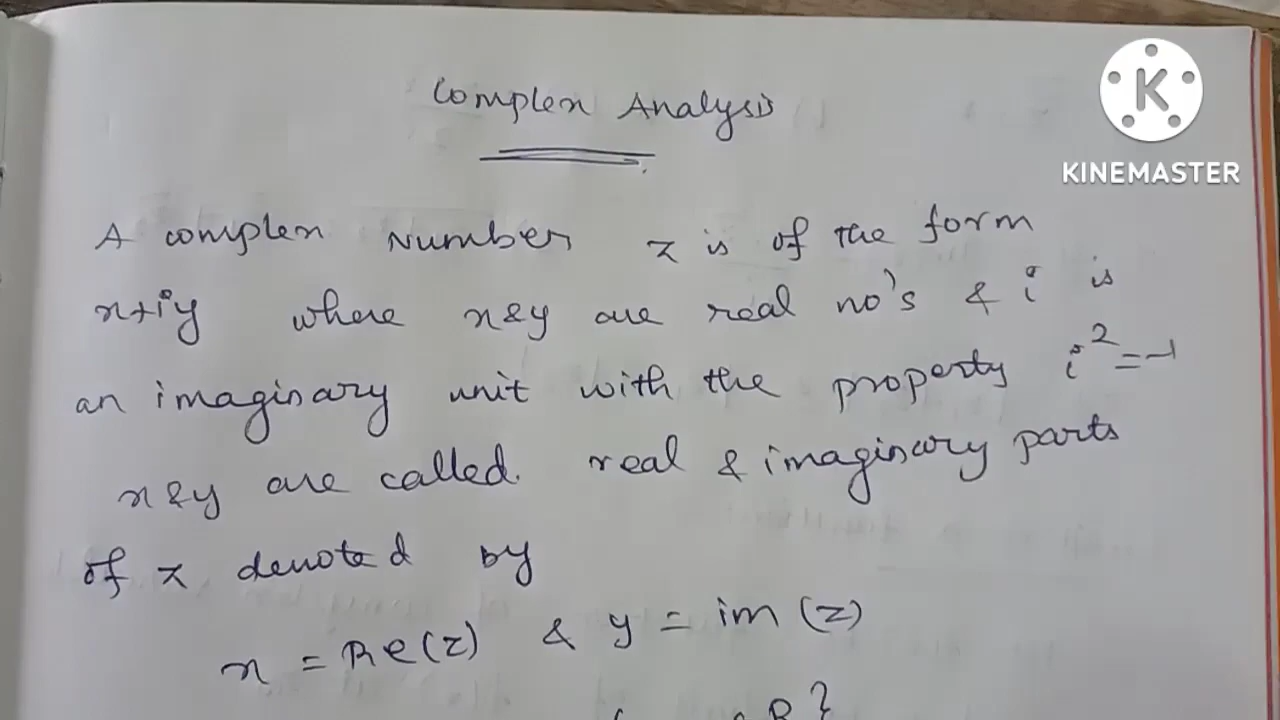 Complex Analysis
K
KINEMASTER
A complex Number z is of the form
x+iy where x & y are real no's & i is
an imaginary unit with the property i² = -1
x & y are called. real & imaginary parts
of z denoted by
x = Re(z) & y = im (z)
R}